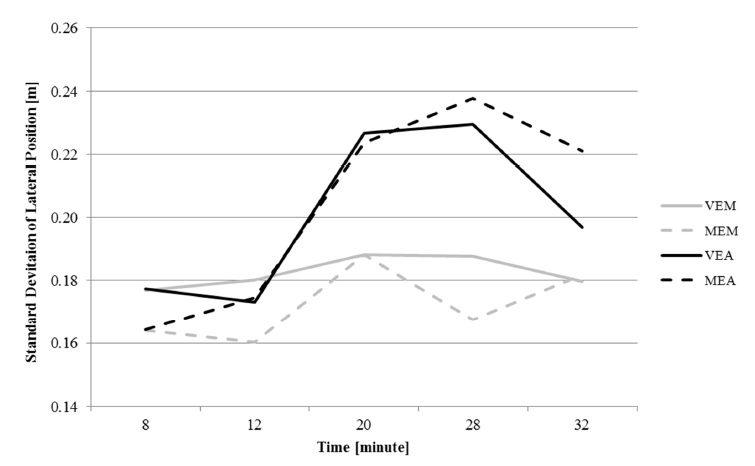 0.26
0.24
0.22
0.20
0.18
0.16
0.14
Standard Devitaion of Lateral Position [m]
8 12 20 28 32
Time [minute]
VEM
MEM
VEA
MEA